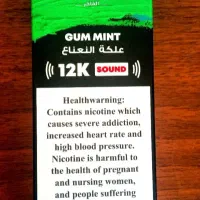 الفاخر
GUM MINT
علكة النعناع
12K SOUND
Healthwarning:
Contains nicotine which
causes severe addiction,
increased heart rate and
high blood pressure.
Nicotine is harmful to
the health of pregnant
and nursing women,
and people suffering